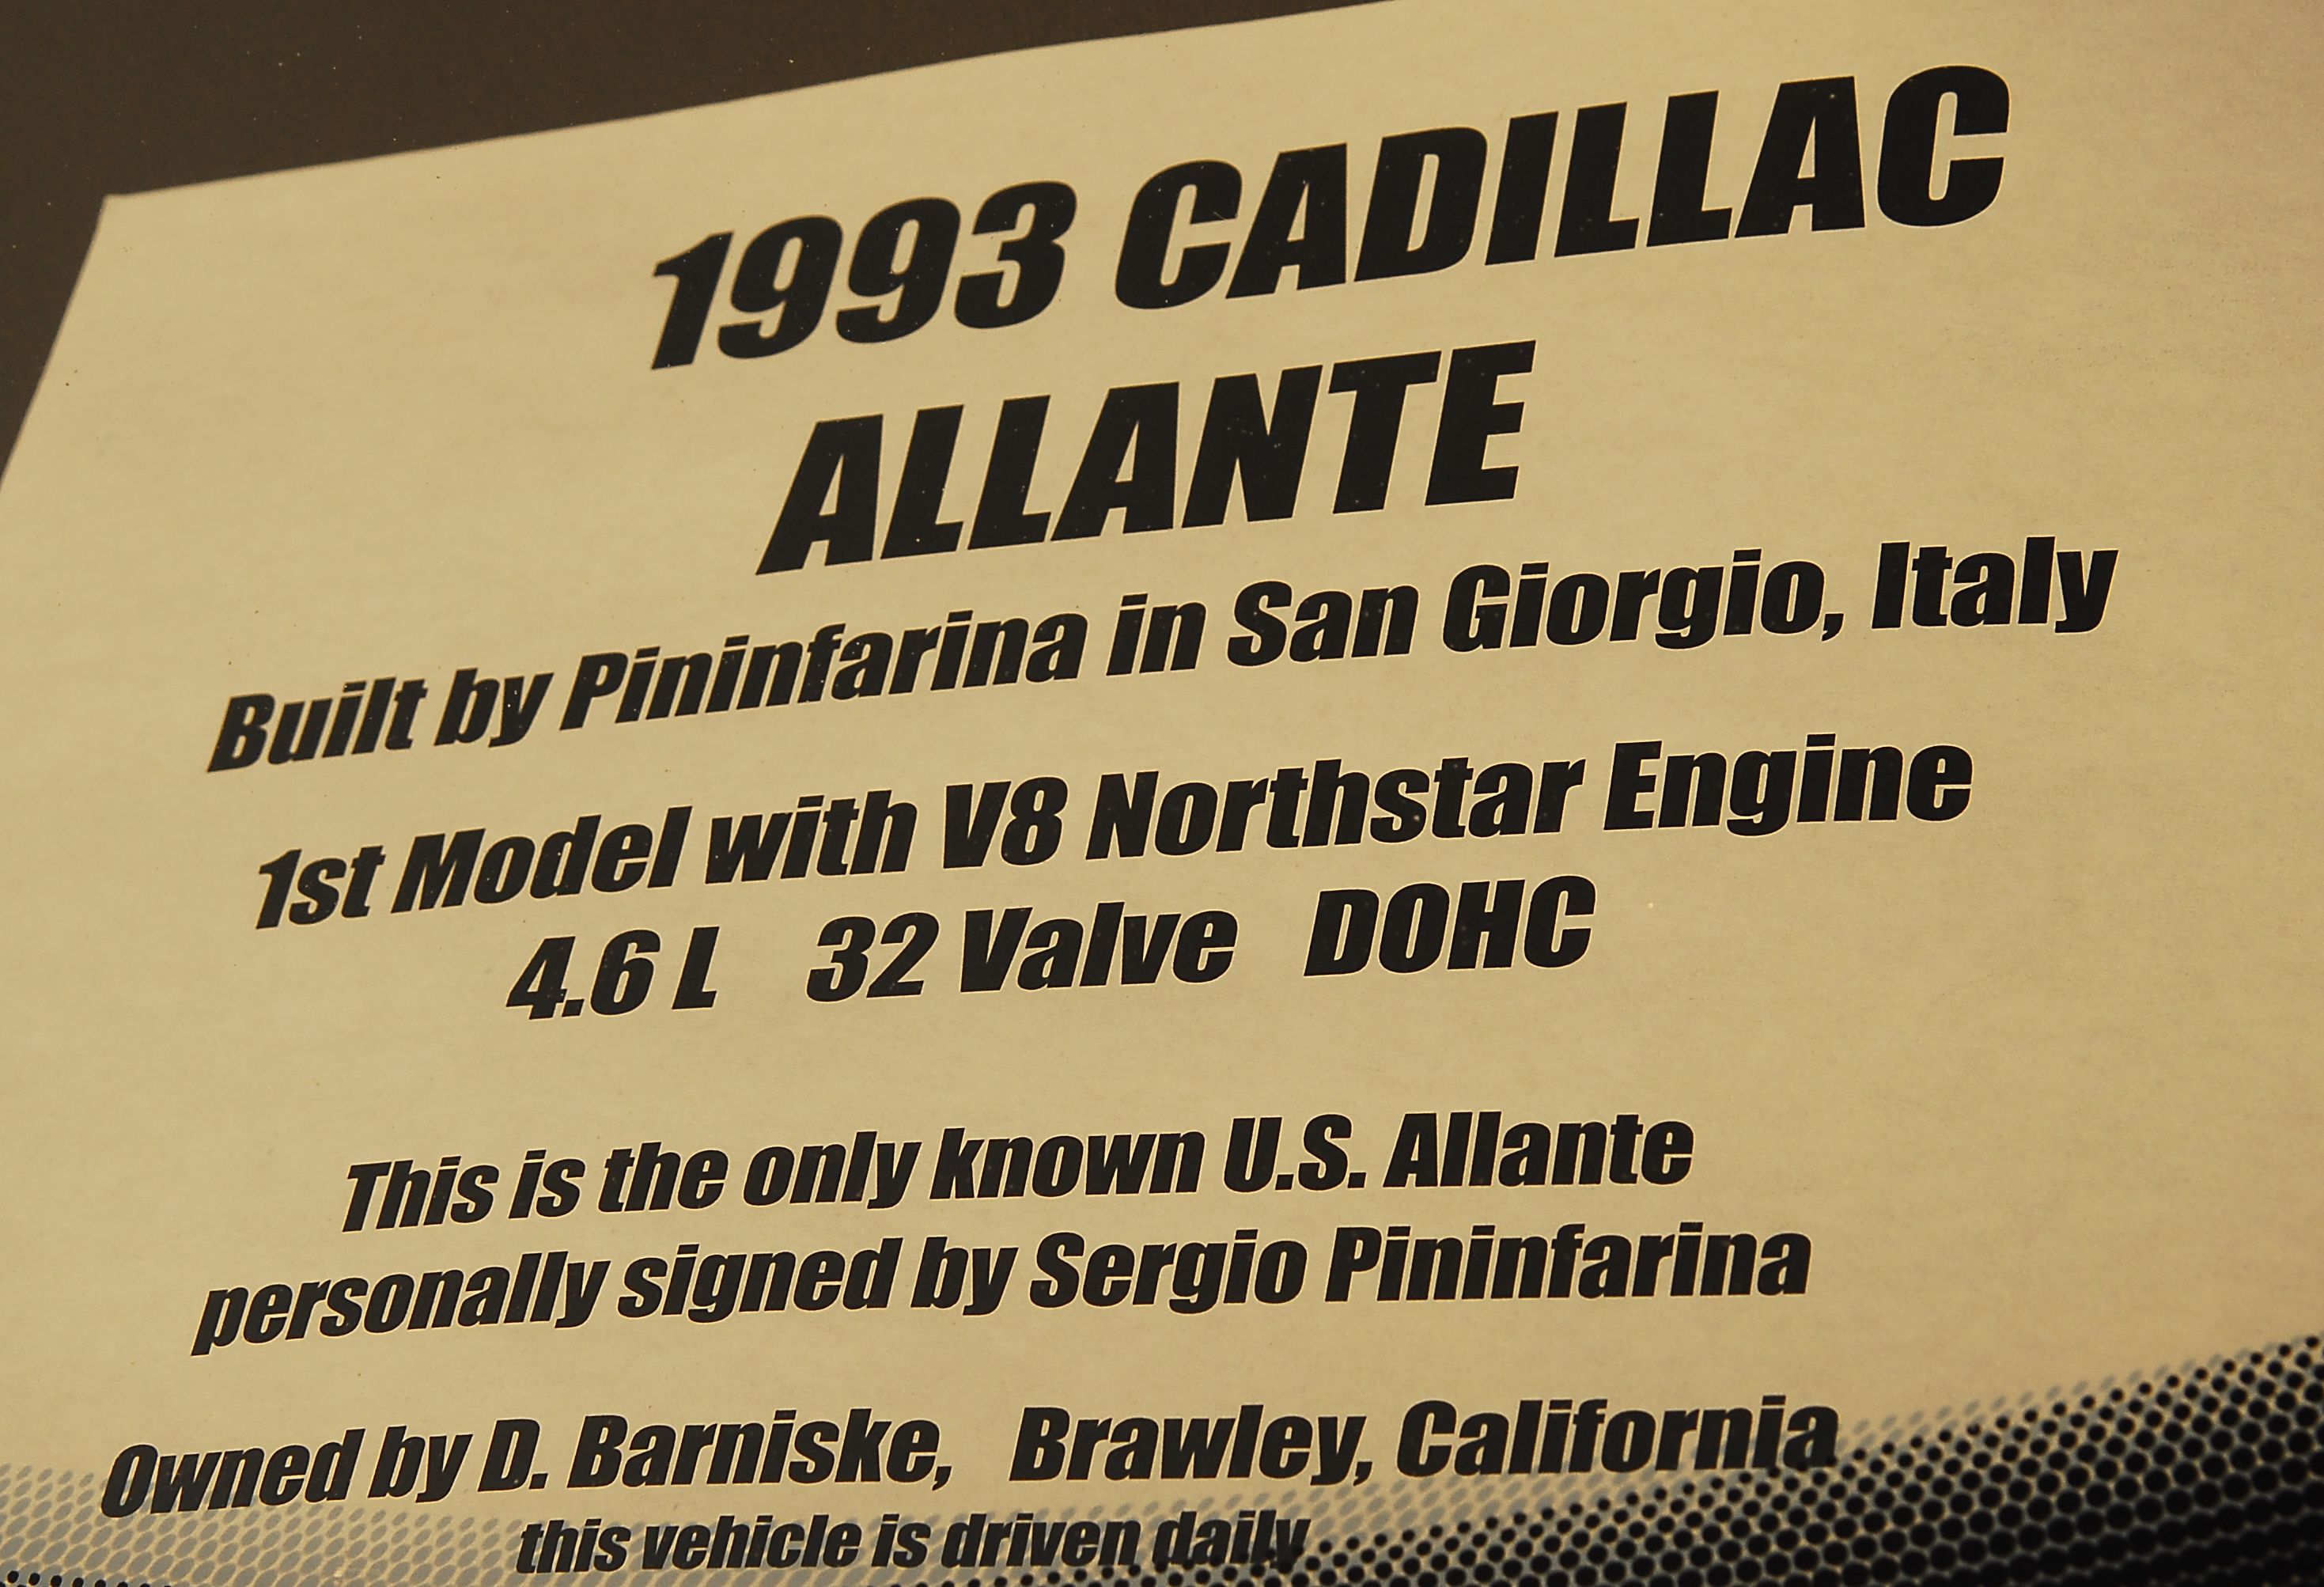 1993 CADILLAC
ALLANTE
Built by Pininfarina in San Giorgio, Italy
1st Model with V8 Northstar Engine
4.6 L 32 Valve DOHC
This is the only known U.S. Allante
personally signed by Sergio Pininfarina
Owned by D. Barniske, Brawley, California
this vehicle is driven daily